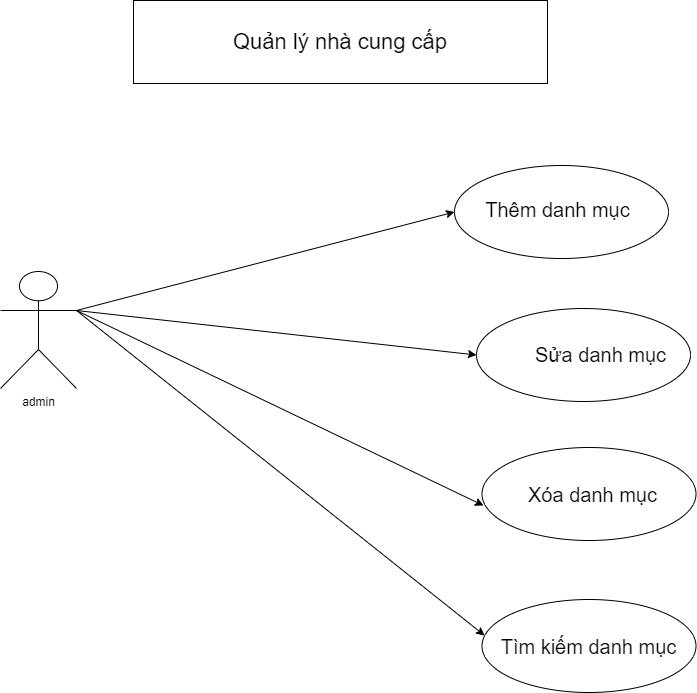 Quản lý nhà cung cấp
Thêm danh mục
Sửa danh mục
admin
Xóa danh mục
Tìm kiếm danh mục